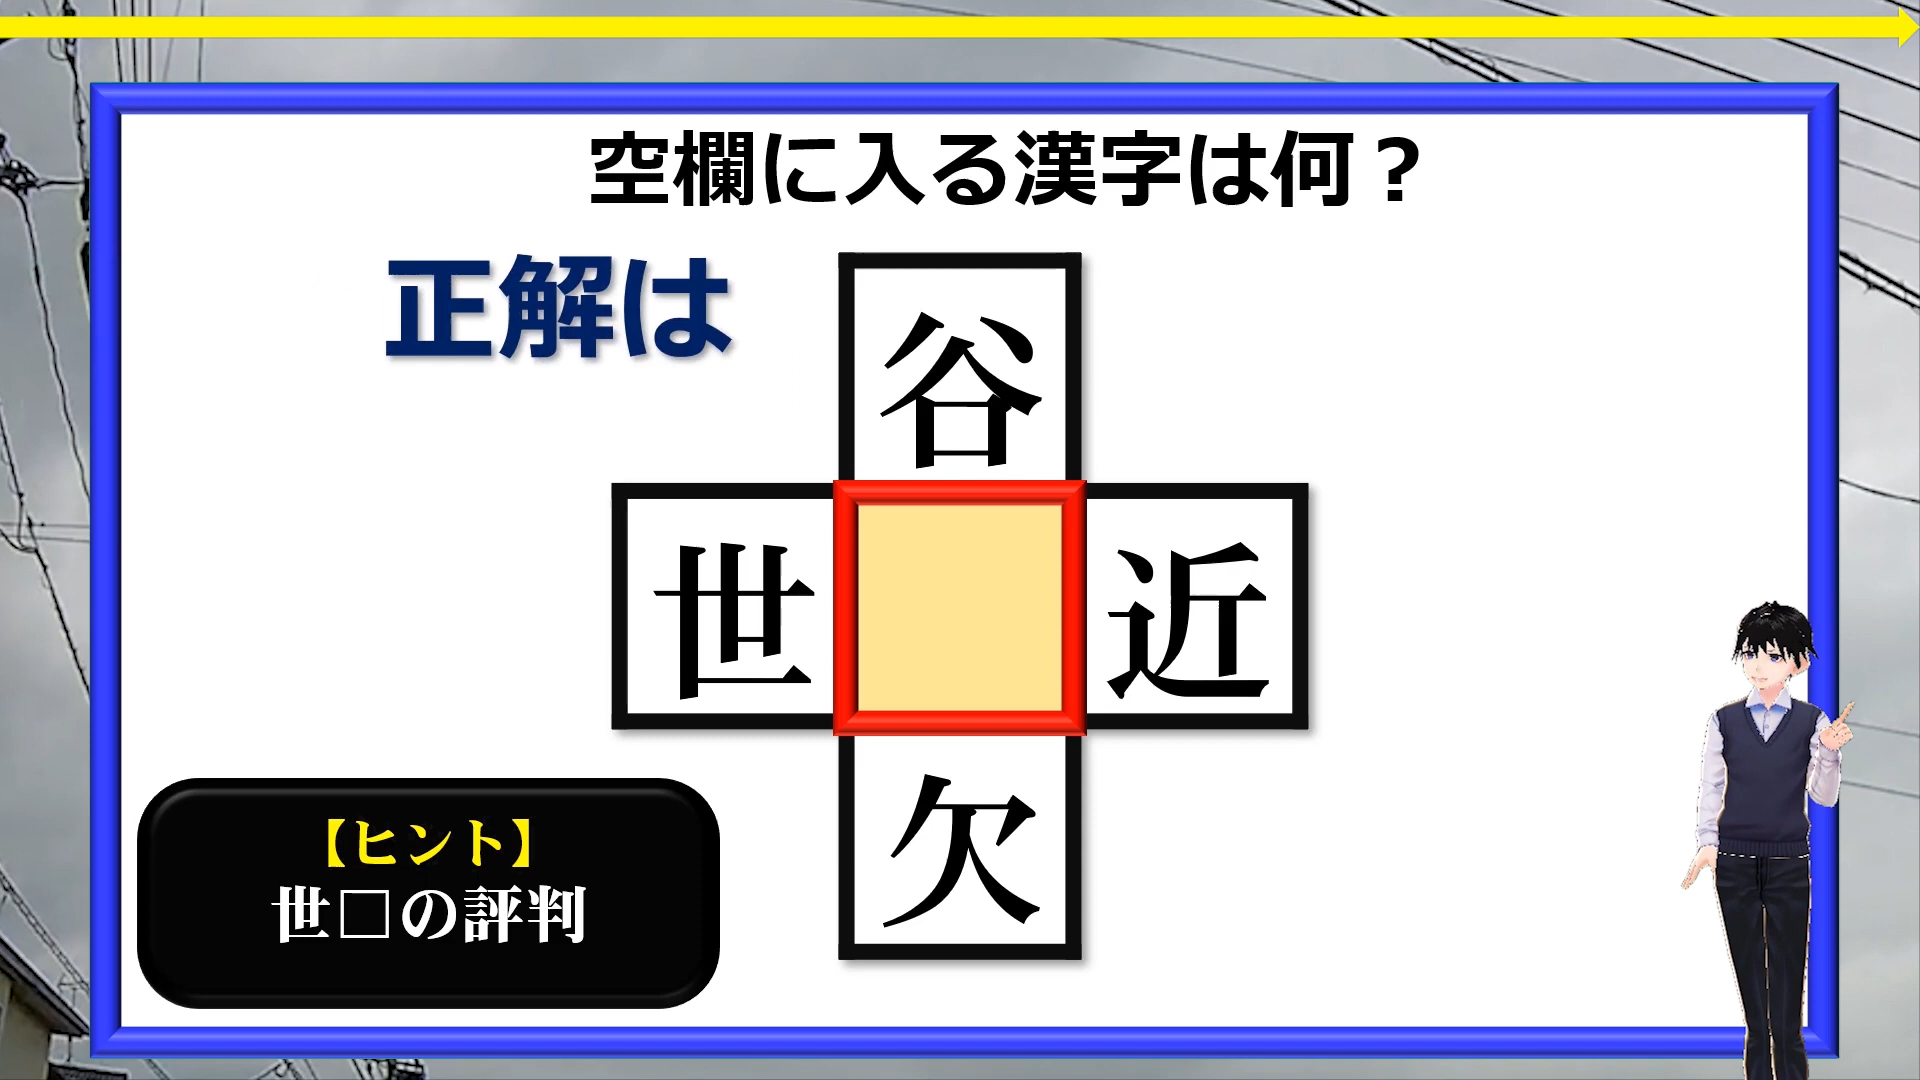 空欄に入る漢字は何？
正解は
谷
世 近
欠
【ヒント】
世□の評判